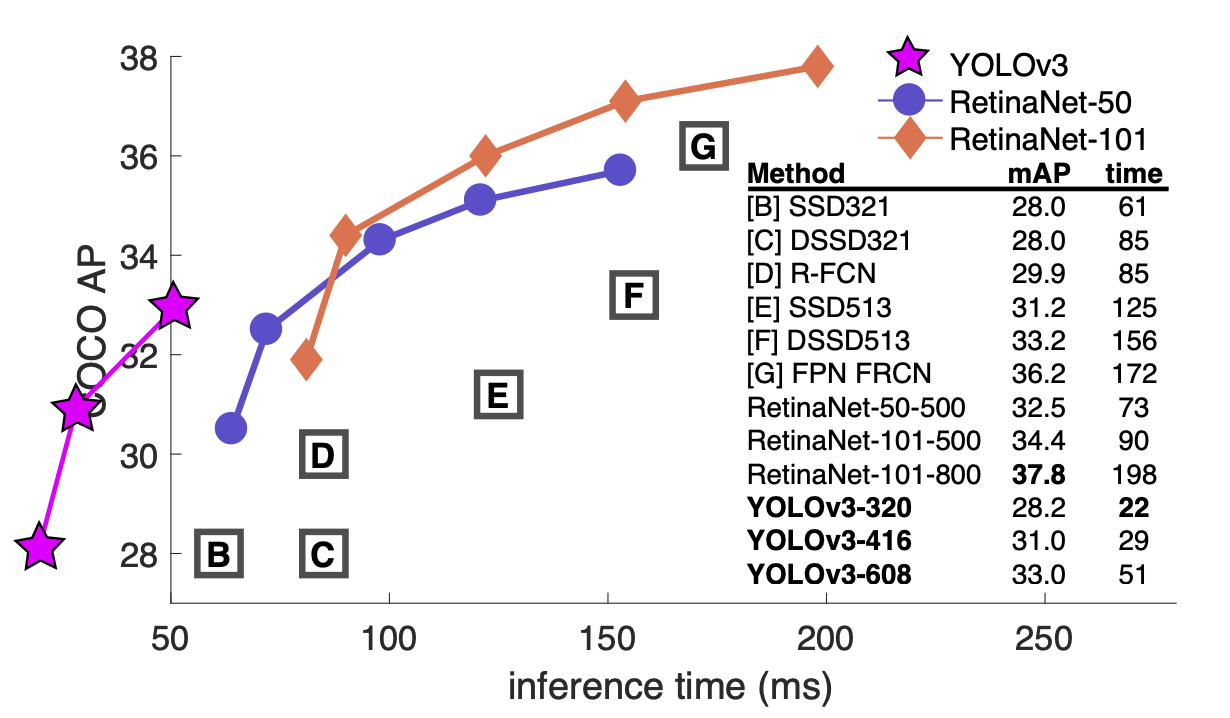 38
36
34
32
30
28
COCO AP
50 100 150 200 250
inference time (ms)
B
C
D
E
F
G
YOLOv3
RetinaNet-50
RetinaNet-101
Method mAP time
[B] SSD321 28.0 61
[C] DSSD321 28.0 85
[D] R-FCN 29.9 85
[E] SSD513 31.2 125
[F] DSSD513 33.2 156
[G] FPN FRCN 36.2 172
RetinaNet-50-500 32.5 73
RetinaNet-101-500 34.4 90
RetinaNet-101-800 37.8 198
YOLOv3-320 28.2 22
YOLOv3-416 31.0 29
YOLOv3-608 33.0 51